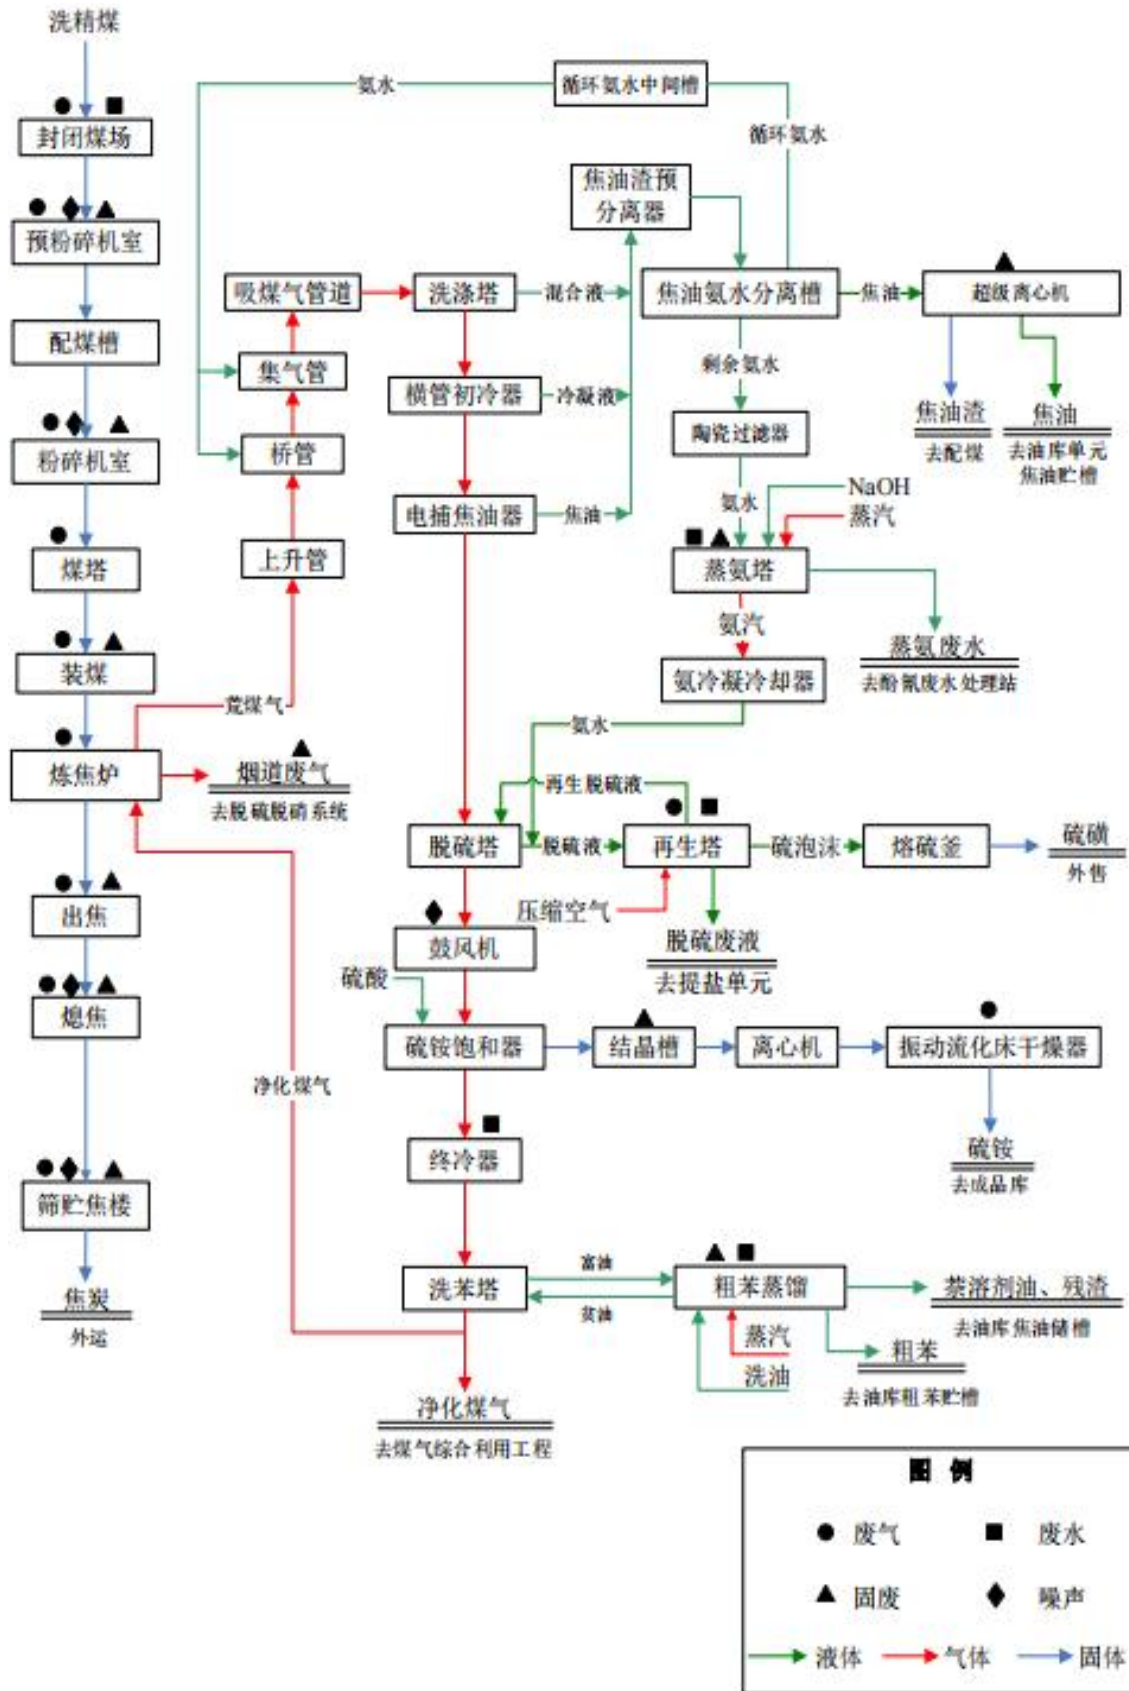 洗精煤
封闭煤场
预粉碎机室
配煤槽
粉碎机室
煤塔
装煤
炼焦炉
出焦
熄焦
筛贮焦楼
焦炭
外运
荒煤气
烟道废气
去脱硫脱硝系统
上升管
桥管
集气管
吸煤气管道
氨水
循环氨水中间槽
循环氨水
焦油渣预
分离器
洗涤塔
混合液
横管初冷器
冷凝液
电捕焦油器
焦油
焦油氨水分离槽
焦油
超级离心机
焦油渣
去配煤
焦油
去油库单元
焦油贮槽
剩余氨水
陶瓷过滤器
氨水
NaOH
蒸汽
蒸氨塔
蒸氨废水
去酚氰废水处理站
氨汽
氨冷凝冷却器
氨水
再生脱硫液
脱硫塔
脱硫液
再生塔
硫泡沫
熔硫釜
硫磺
外售
压缩空气
脱硫废液
去提盐单元
鼓风机
硫酸
硫铵饱和器
结晶槽
离心机
振动流化床干燥器
硫铵
去成品库
净化煤气
终冷器
洗苯塔
富油
贫油
粗苯蒸馏
蒸汽
洗油
萘溶剂油、残渣
去油库焦油储槽
粗苯
去油库粗苯贮槽
净化煤气
去煤气综合利用工程
图 例
废气
废水
固废
噪声
液体
气体
固体